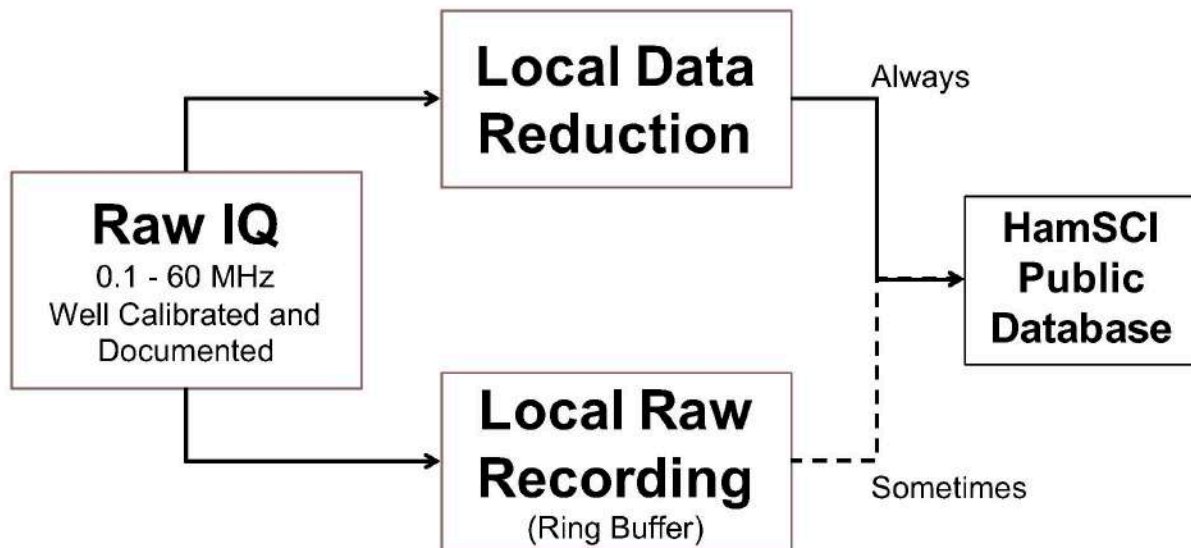 Raw IQ
0.1 - 60 MHz
Well Calibrated and
Documented
Local Data
Reduction
Always
Local Raw
Recording
(Ring Buffer)
Sometimes
HamSCI
Public
Database